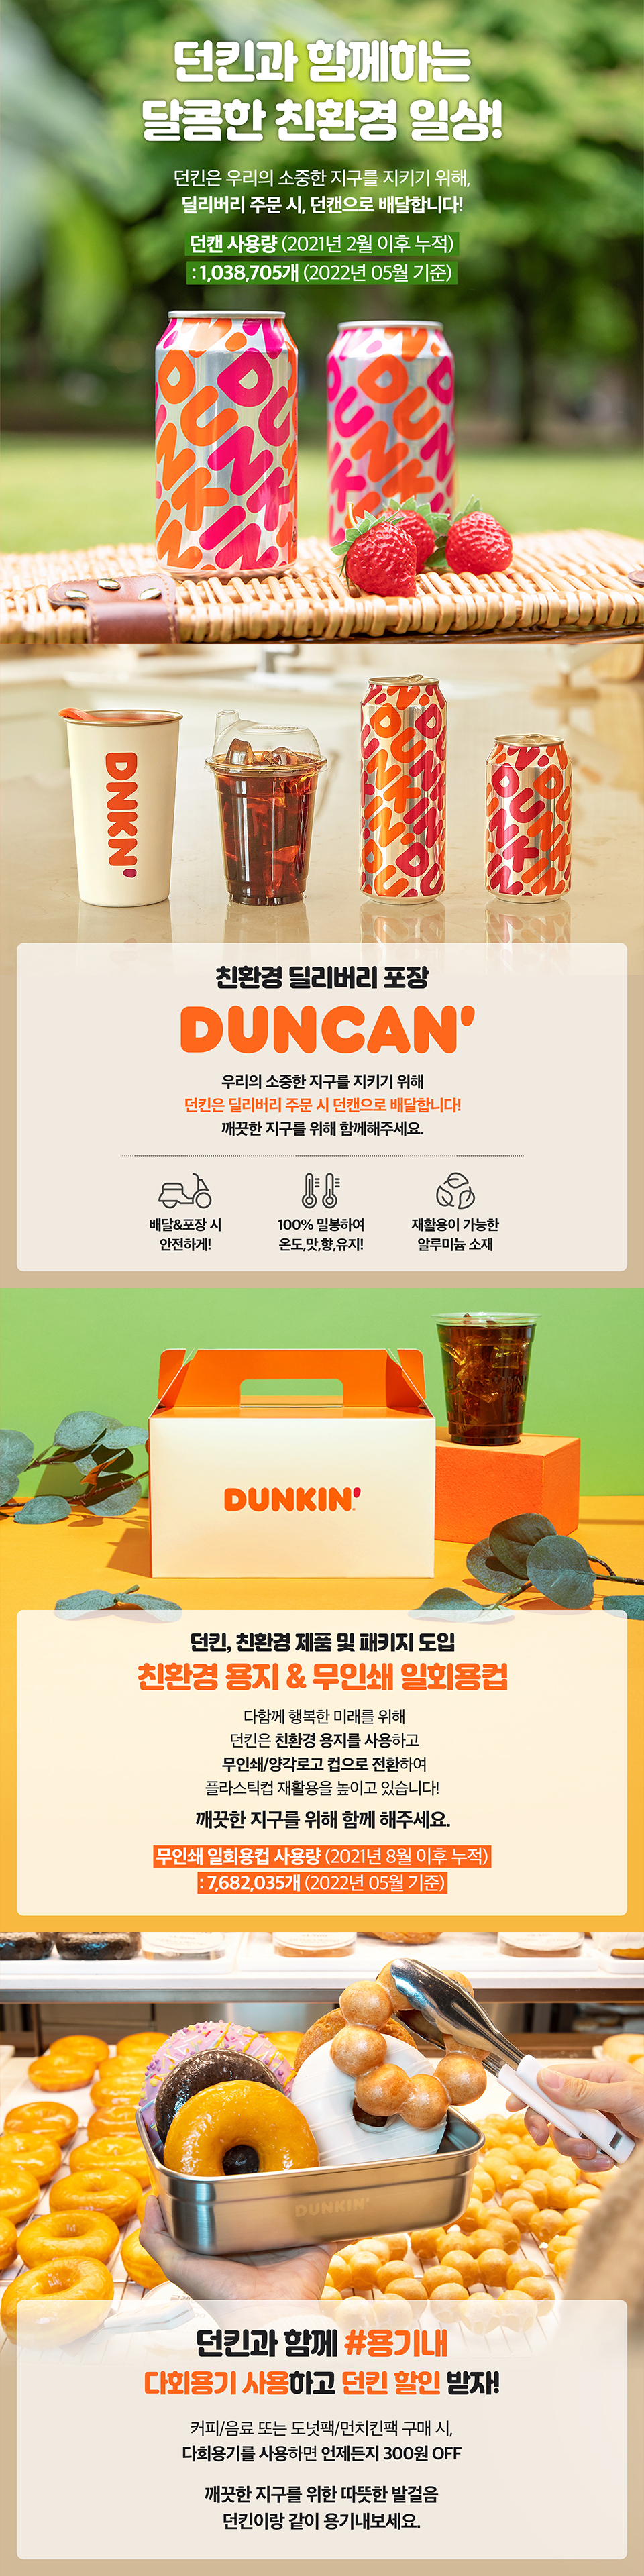 던킨과 함께하는
달콤한 친환경 일상!
던킨은 우리의 소중한 지구를 지키기 위해,
딜리버리 주문 시, 던캔으로 배달합니다!
던캔 사용량 (2021년 2월 이후 누적)
: 1,038,705개 (2022년 05월 기준)
DUNKIN
DUNKIN
DNKN'
DUNKIN
DUNKIN
친환경 딜리버리 포장
DUNCAN'
우리의 소중한 지구를 지키기 위해
던킨은 딜리버리 주문 시 던캔으로 배달합니다!
깨끗한 지구를 위해 함께해주세요.
배달&포장 시
안전하게!
100% 밀봉하여
온도,맛,향,유지!
재활용이 가능한
알루미늄 소재
DUNKIN'
던킨, 친환경 제품 및 패키지 도입
친환경 용지 & 무인쇄 일회용컵
다함께 행복한 미래를 위해
던킨은 친환경 용지를 사용하고
무인쇄/양각로고 컵으로 전환하여
플라스틱컵 재활용을 높이고 있습니다!
깨끗한 지구를 위해 함께 해주세요.
무인쇄 일회용컵 사용량 (2021년 8월 이후 누적)
: 7,682,035개 (2022년 05월 기준)
DUNKIN'
던킨과 함께 #용기내
다회용기 사용하고 던킨 할인 받자!
커피/음료 또는 도넛팩/먼치킨팩 구매 시,
다회용기를 사용하면 언제든지 300원 OFF
깨끗한 지구를 위한 따뜻한 발걸음
던킨이랑 같이 용기내보세요.